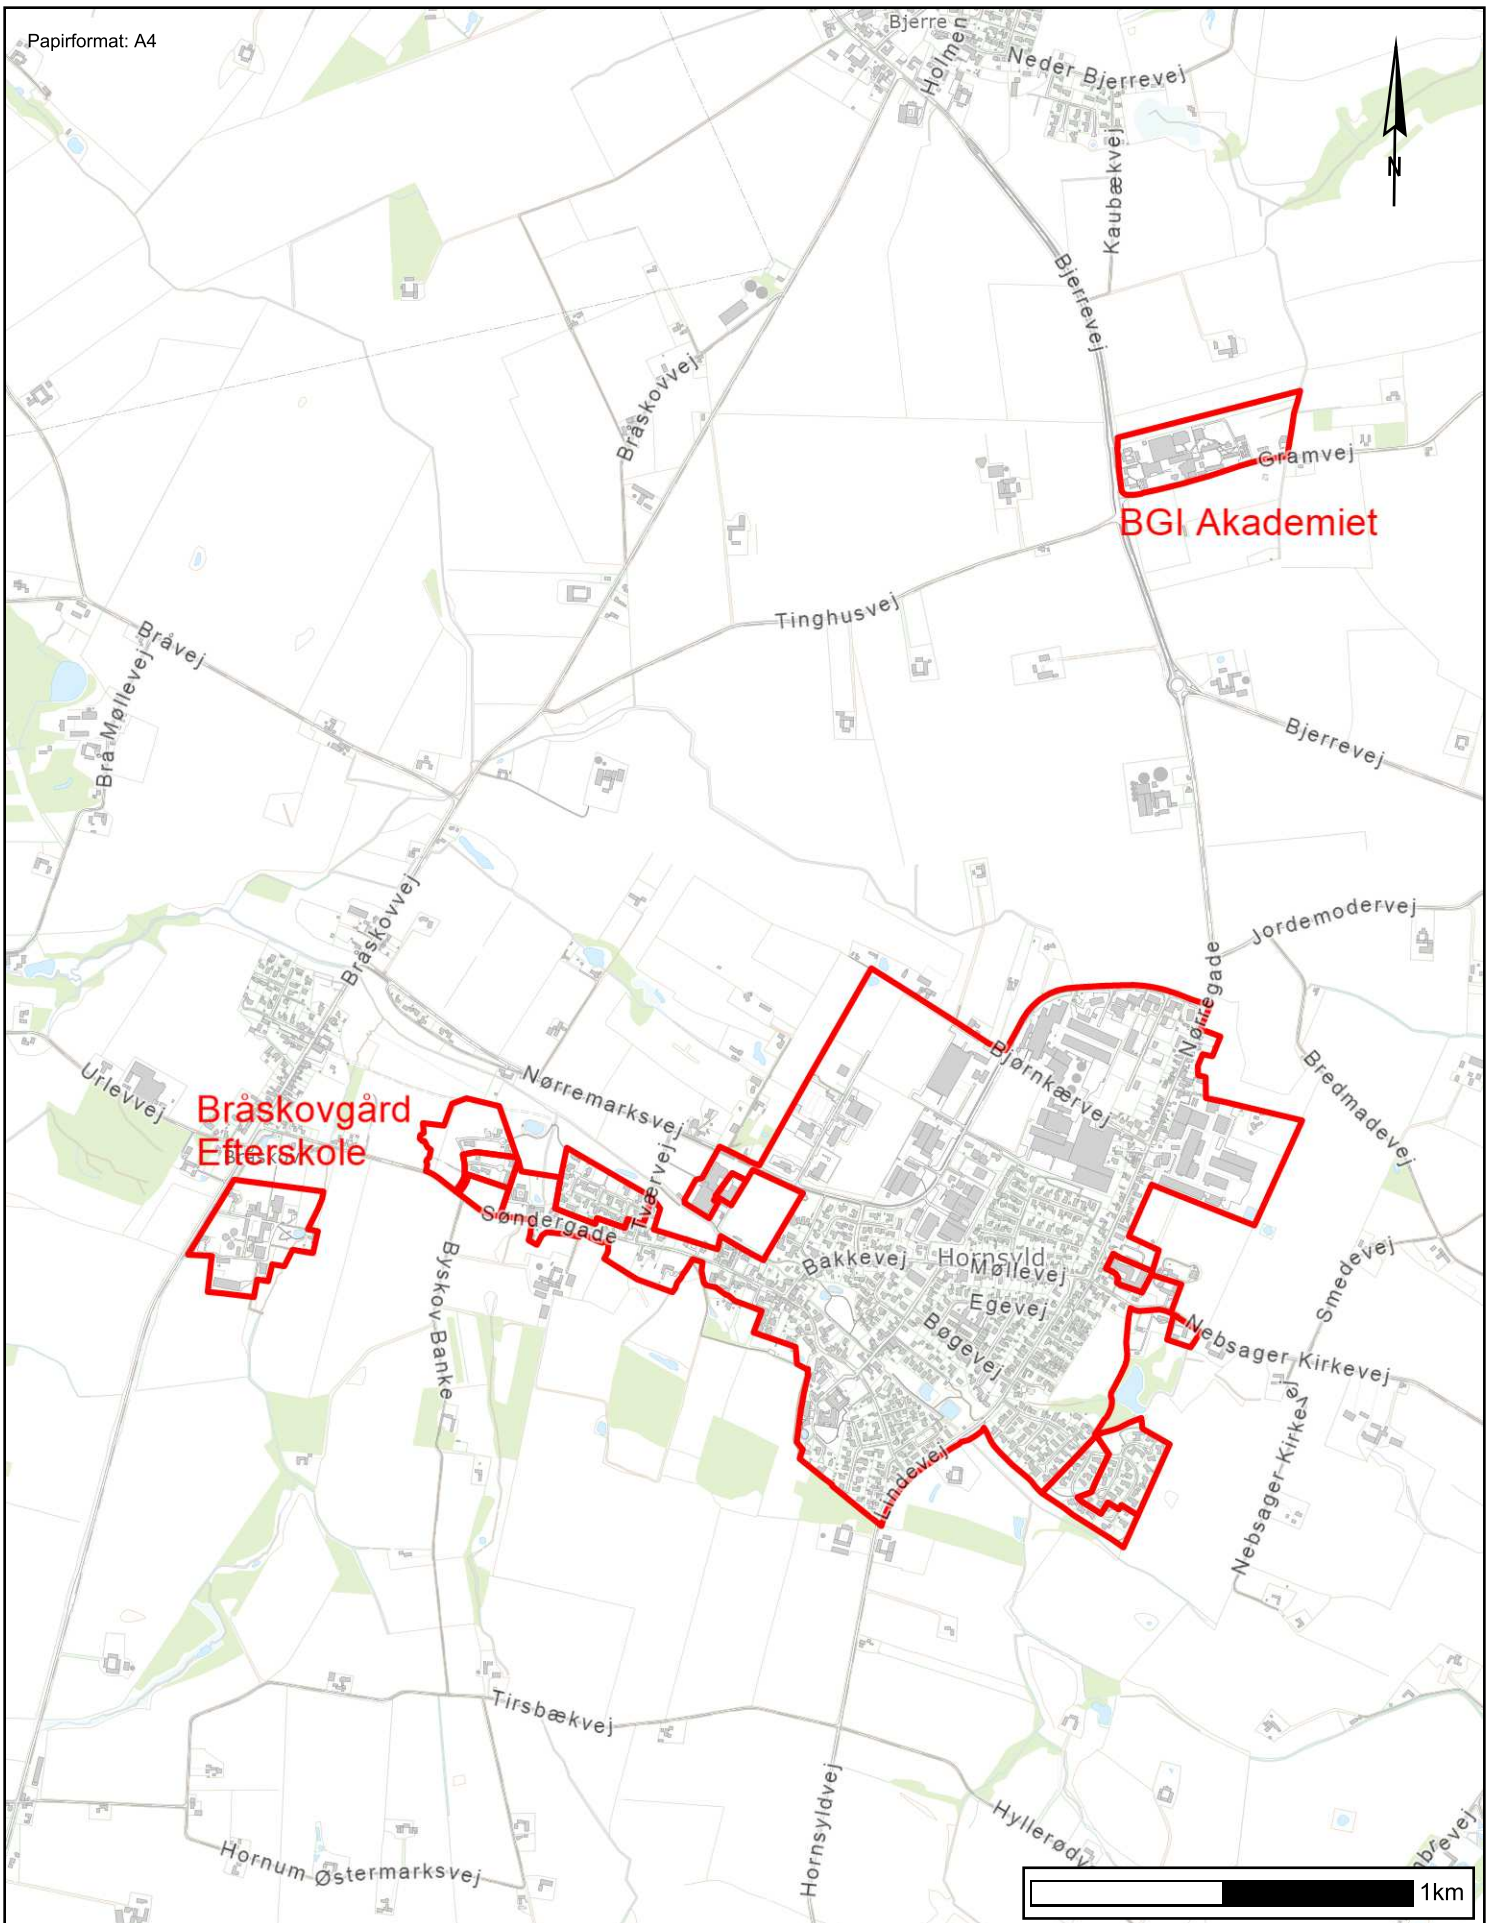 Papirformat: A4
Bjerre
Holmen
Neder Bjerrevej
Kaubækvej
N
Bjerrevej
Bråskovvej
Gramvej
BGI Akademiet
Tinghusvej
Bråvej
Brå Møllevej
Bjerrevej
Bråskovvej
Jordemodervej
Nørregade
Bjørnkærvej
Bredmadevej
Urlevvej
Nørremarksvej
Bråskovgård
Efterskole
Bråskov
Tværvej
Søndergade
Byskov Banke
Bakkevej
Hornsyld
Møllevej
Egevej
Bøgevej
Smedevej
Nebsager Kirkevej
Nebsager Kirkevej
Lindevej
Tirsbækvej
Hornsyldvej
Hyllerødv
Hornum Østermarksvej
1km